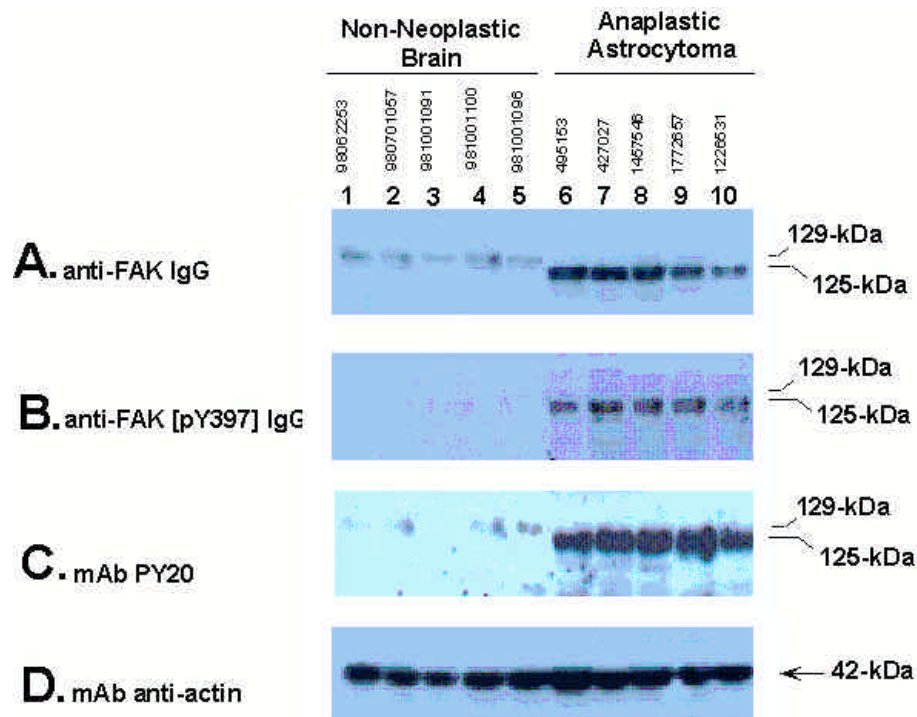 Non-Neoplastic
Brain
Anaplastic
Astrocytoma
98062253
980701057
981001091
981001100
981001096
495153
427027
1457546
1772657
1226531
1 2 3 4 5 6 7 8 9 10
A. anti-FAK IgG
129-kDa
125-kDa
B. anti-FAK [pY397] IgG
129-kDa
125-kDa
C. mAb PY20
129-kDa
125-kDa
D. mAb anti-actin
42-kDa